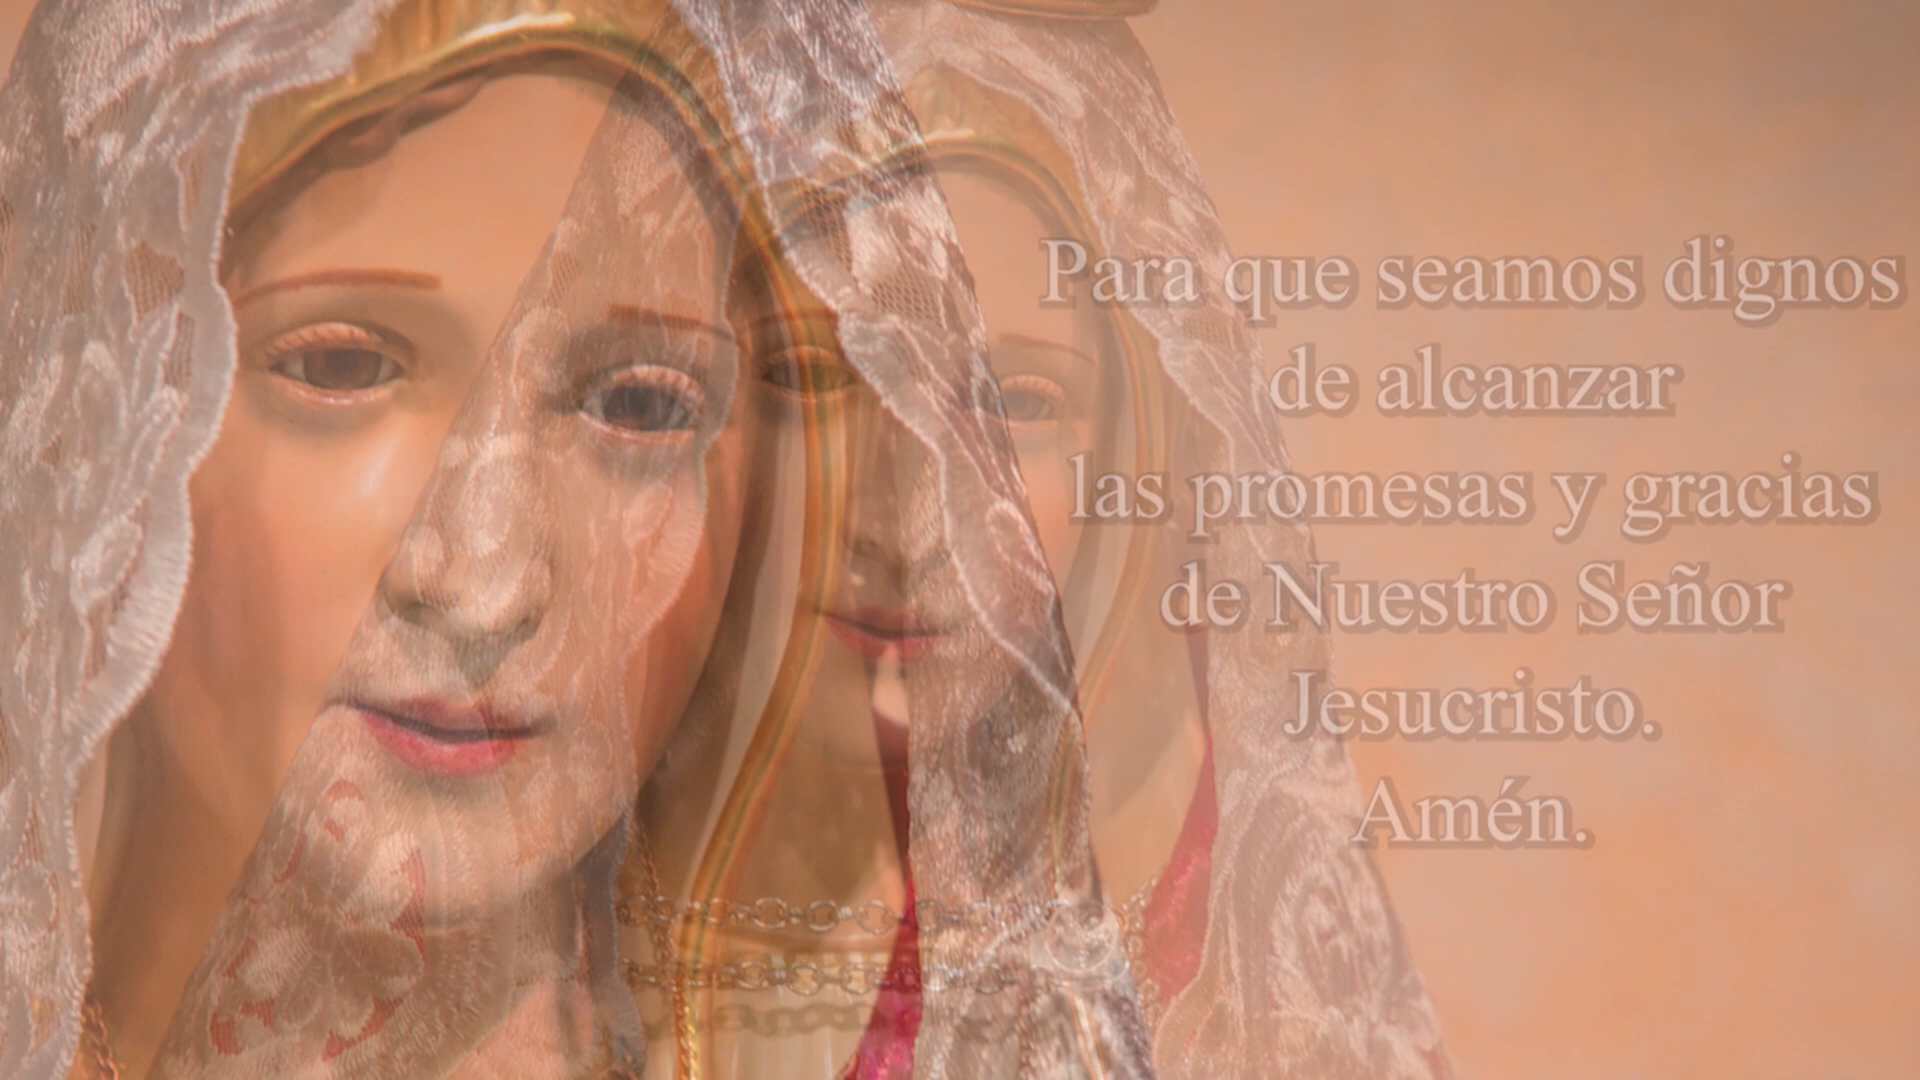 Para que seamos dignos
de alcanzar
las promesas y gracias
de Nuestro Señor
Jesucristo.
Amén.